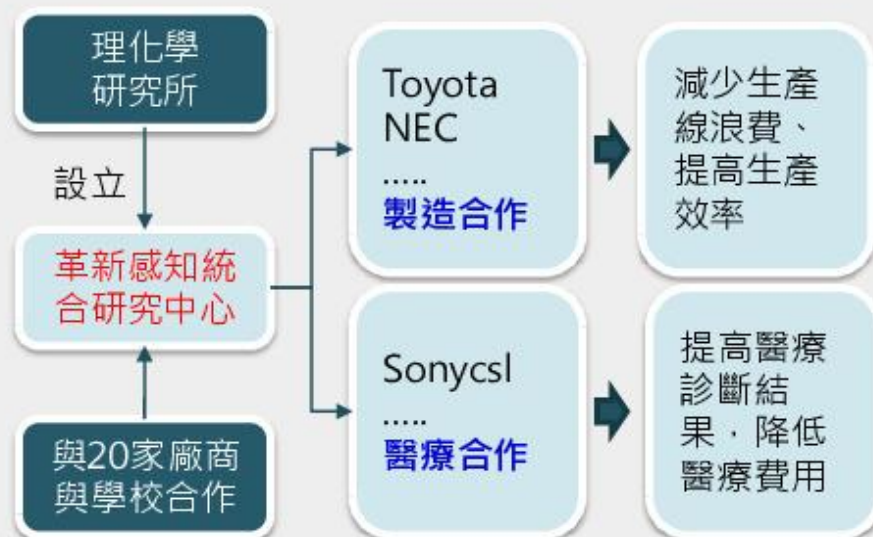 理化學
研究所
設立
革新感知統
合研究中心
與20家廠商
與學校合作
Toyota
NEC
.....
製造合作
減少生產
線浪費、
提高生產
效率
Sonycsl
.....
醫療合作
提高醫療
診斷結
果，降低
醫療費用